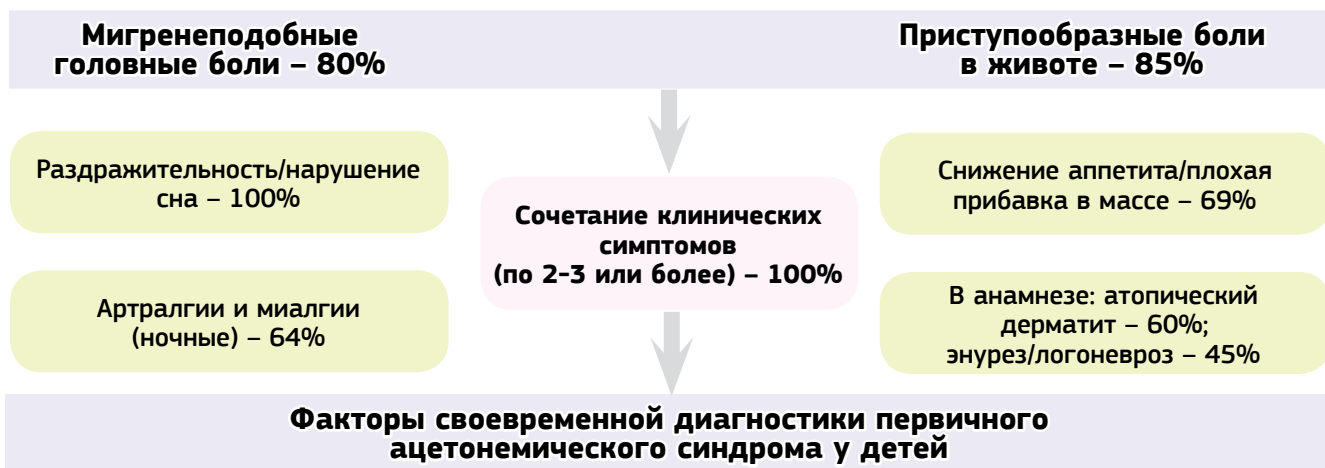 Мигренеподобные
головные боли – 80%
Приступообразные боли
в животе – 85%
Раздражительность/нарушение
сна – 100%
Артралгии и миалгии
(ночные) – 64%
Сочетание клинических
симптомов
(по 2-3 или более) – 100%
Снижение аппетита/плохая
прибавка в массе – 69%
В анамнезе: атопический
дерматит – 60%;
энурез/логоневроз – 45%
Факторы своевременной диагностики первичного
ацетонемического синдрома у детей